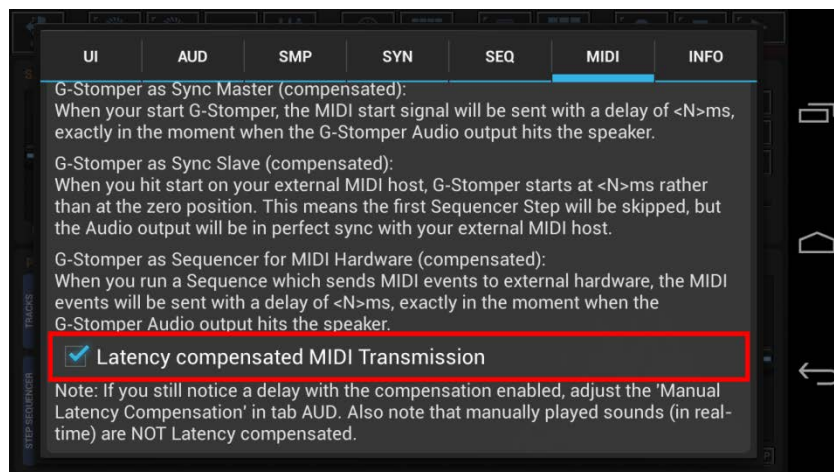 UI AUD SMP SYN SEQ MIDI INFO
G-Stomper as Sync Master (compensated):
When your start G-Stomper, the MIDI start signal will be sent with a delay of <N>ms,
exactly in the moment when the G-Stomper Audio output hits the speaker.
G-Stomper as Sync Slave (compensated):
When you hit start on your external MIDI host, G-Stomper starts at <N>ms rather
than at the zero position. This means the first Sequencer Step will be skipped, but
the Audio output will be in perfect sync with your external MIDI host.
G-Stomper as Sequencer for MIDI Hardware (compensated):
When you run a Sequence which sends MIDI events to external hardware, the MIDI
events will be sent with a delay of <N>ms, exactly in the moment when the
G-Stomper Audio output hits the speaker.
Latency compensated MIDI Transmission
Note: If you still notice a delay with the compensation enabled, adjust the 'Manual
Latency Compensation' in tab AUD. Also note that manually played sounds (in real-
time) are NOT Latency compensated.
TRACKS
STEP SEQUENCER